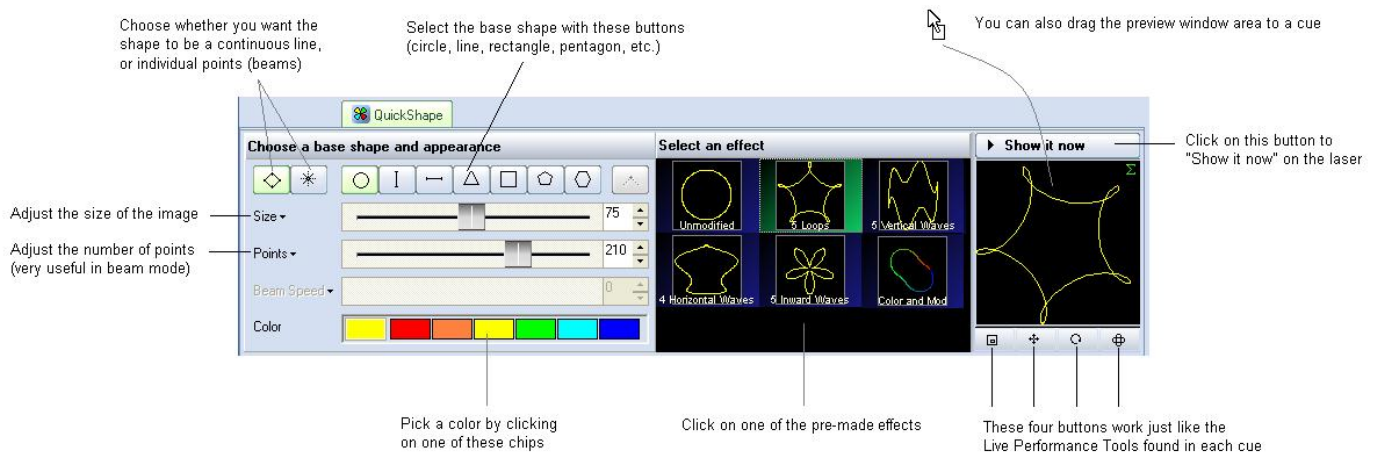 Choose whether you want the
shape to be a continuous line,
or individual points (beams)
Select the base shape with these buttons
(circle, line, rectangle, pentagon, etc.)
You can also drag the preview window area to a cue
QuickShape
Choose a base shape and appearance
Select an effect
Show it now
Click on this button to
"Show it now" on the laser
Adjust the size of the image
Size
75
Adjust the number of points
(very useful in beam mode)
Points
210
Beam Speed
0
Color
Unmodified
5 Loops
5 Vertical Waves
4 Horizontal Waves
5 Inward Waves
Color and Mod
Σ
Pick a color by clicking
on one of these chips
Click on one of the pre-made effects
These four buttons work just like the
Live Performance Tools found in each cue